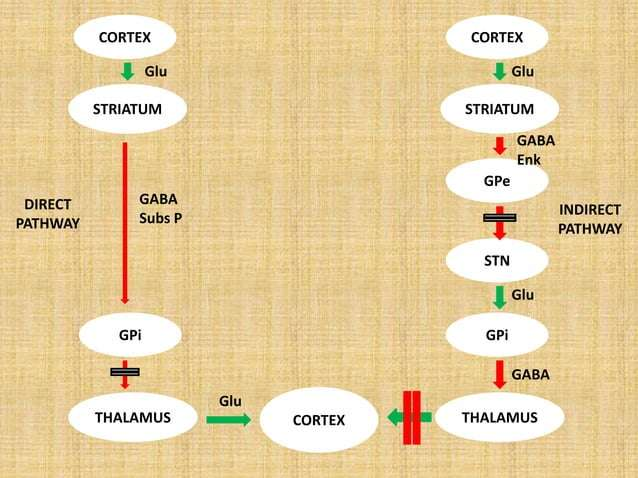 CORTEX
Glu
STRIATUM
DIRECT
PATHWAY
GABA
Subs P
GPi
THALAMUS
Glu
CORTEX
CORTEX
Glu
STRIATUM
GABA
Enk
GPe
INDIRECT
PATHWAY
STN
Glu
GPi
GABA
THALAMUS